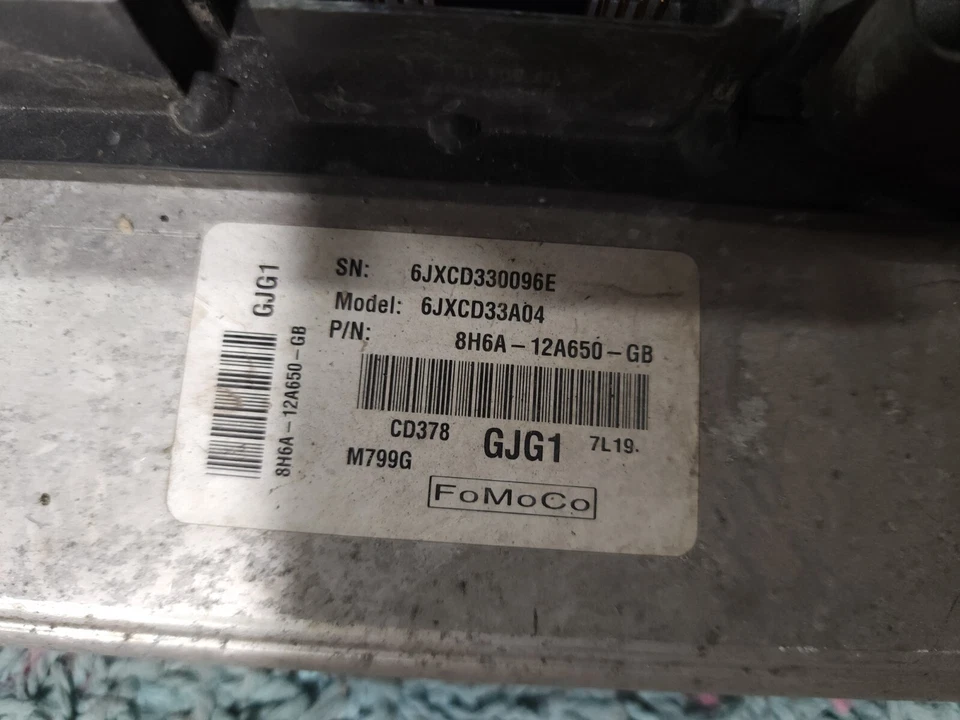 GJG1
8H6A-12A650-GB
SN: 6JXCD330096E
Model: 6JXCD33A04
P/N: 8H6A-12A650-GB
CD378 GJG1 7L19.
M799G
FoMoCo